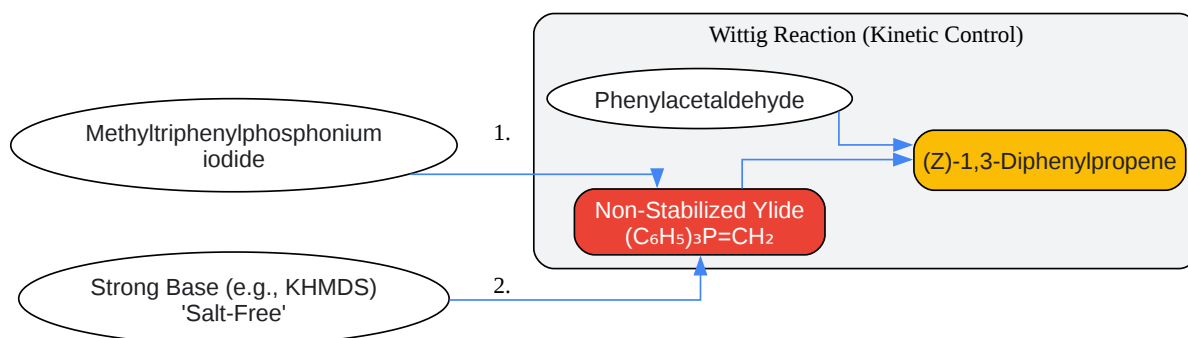 Wittig Reaction (Kinetic Control)
Phenylacetaldehyde
Methyltriphenylphosphonium
iodide
1.
(Z)-1,3-Diphenylpropene
Non-Stabilized Ylide
(C₆H₅)₃P=CH₂
Strong Base (e.g., KHMDS)
'Salt-Free'
2.